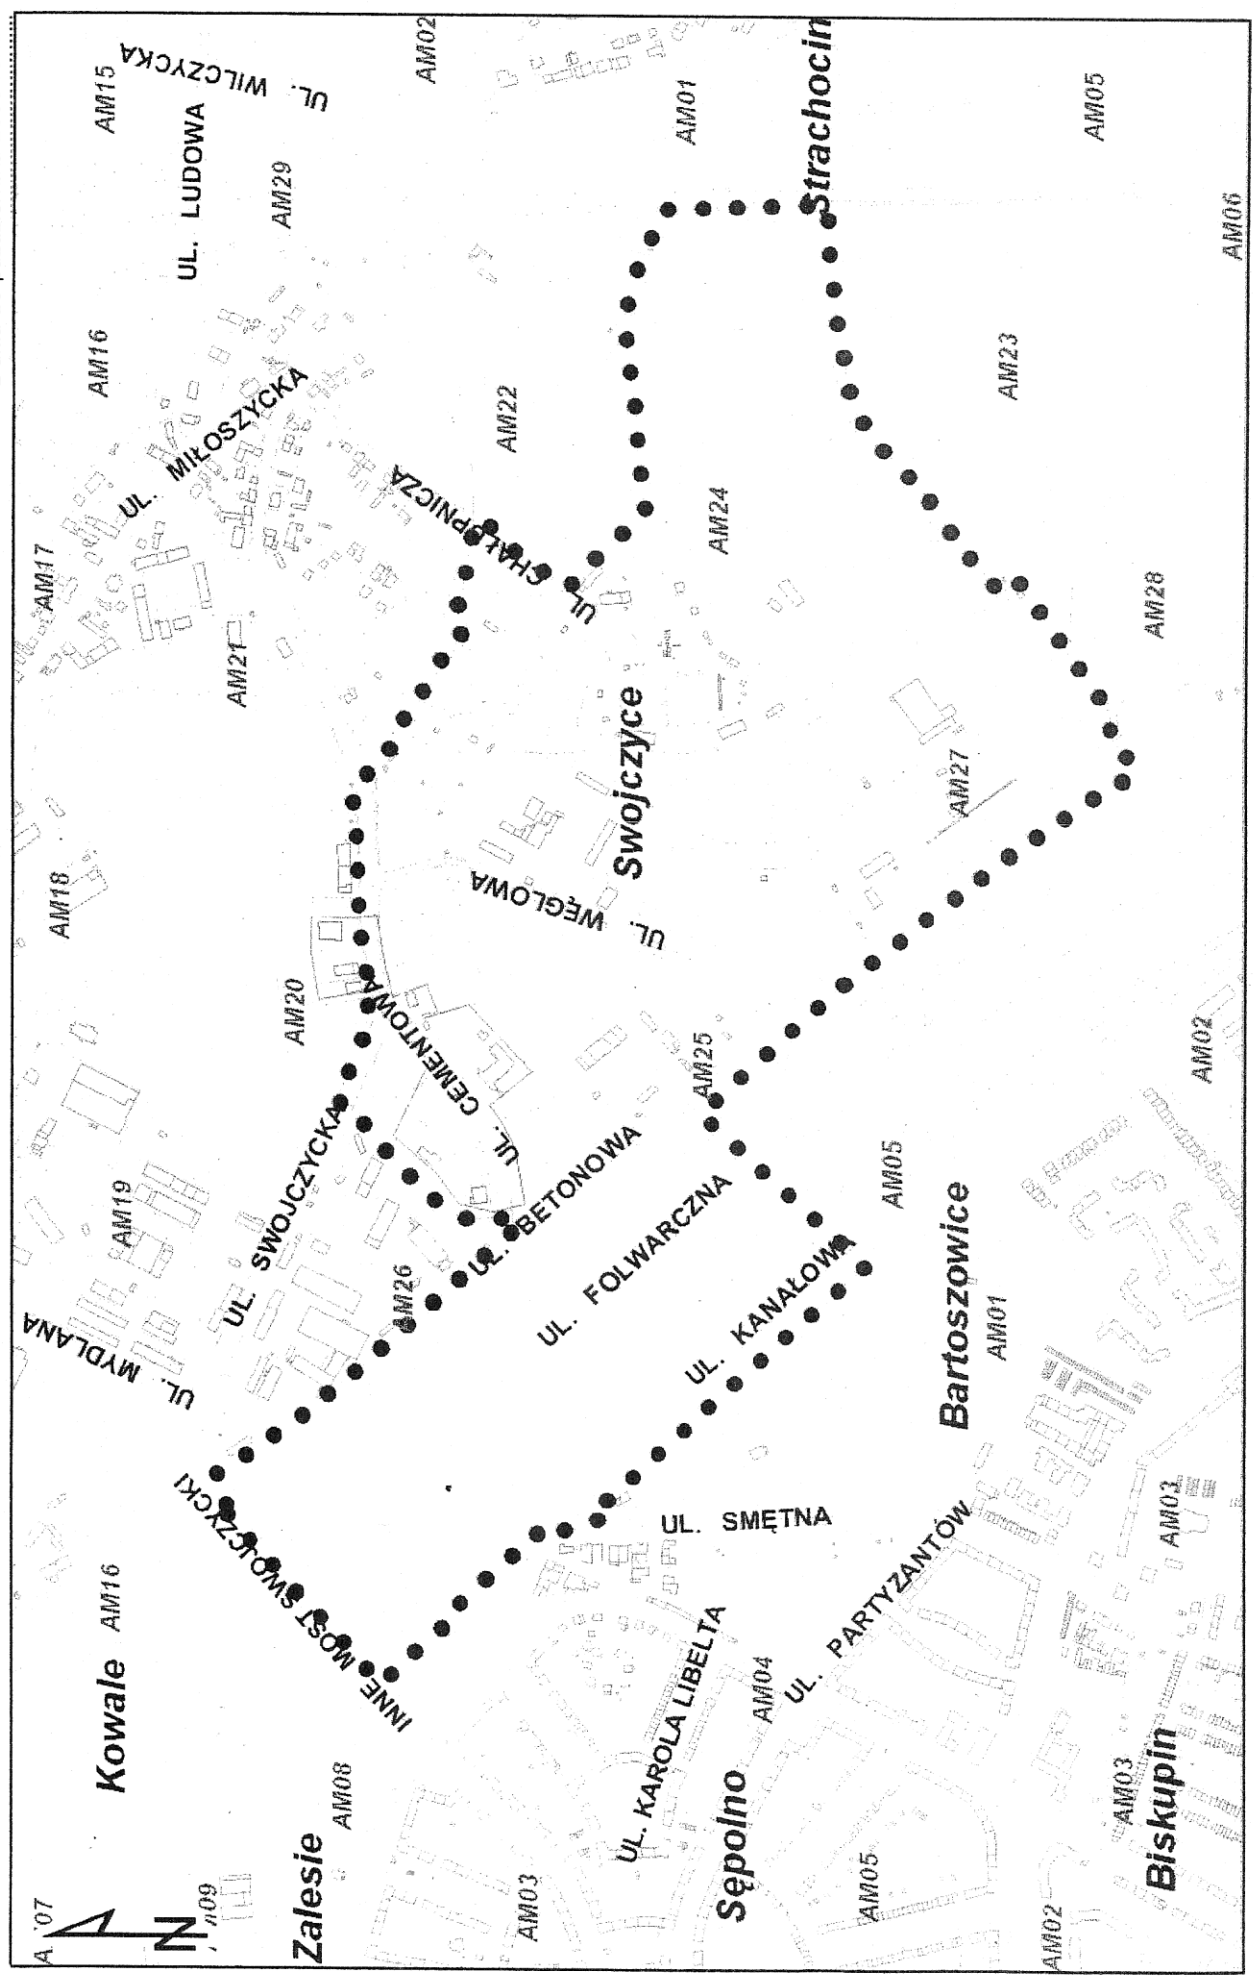 A
'07
N
Kowale
AM16
UL. MYDLANA
AM19
AM18
AM17
AM16
AM15
UL. WILCZYCKA
UL. LUDOWA
AM29
UL. MIŁOSZYCKA
AM21
AM20
UL. SWOJCZYCKA
Zalesie
AM08
INNE MOST SWOJCZYCKI
AM26
UL. CEMENTOWA
UL. CHAŁUPNICZA
AM22
AM02
AM03
UL. BETONOWA
UL. WĘGLOWA
Swojczyce
UL. FOLWARCZNA
AM25
AM24
AM01
UL. KAROLA LIBELTA
UL. SMĘTNA
UL. KANAŁOWA
Sępolno
AM04
UL. PARTYZANTÓW
Strachocin
AM05
AM05
AM27
Bartoszowice
AM01
AM23
AM02
AM03
AM03
AM28
AM05
Biskupin
AM02
AM06